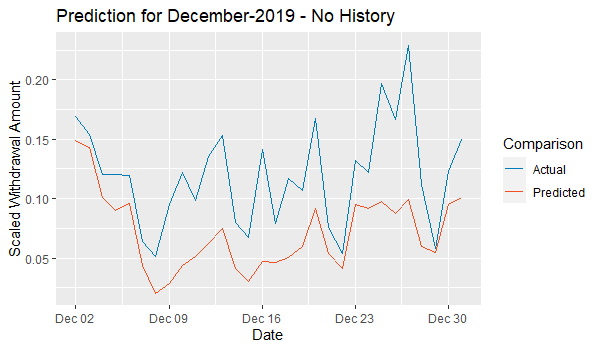 Prediction for December-2019 - No History
Scaled Withdrawal Amount
0.20
0.15
0.10
0.05
Dec 02
Dec 09
Dec 16
Dec 23
Dec 30
Date
Comparison
Actual
Predicted